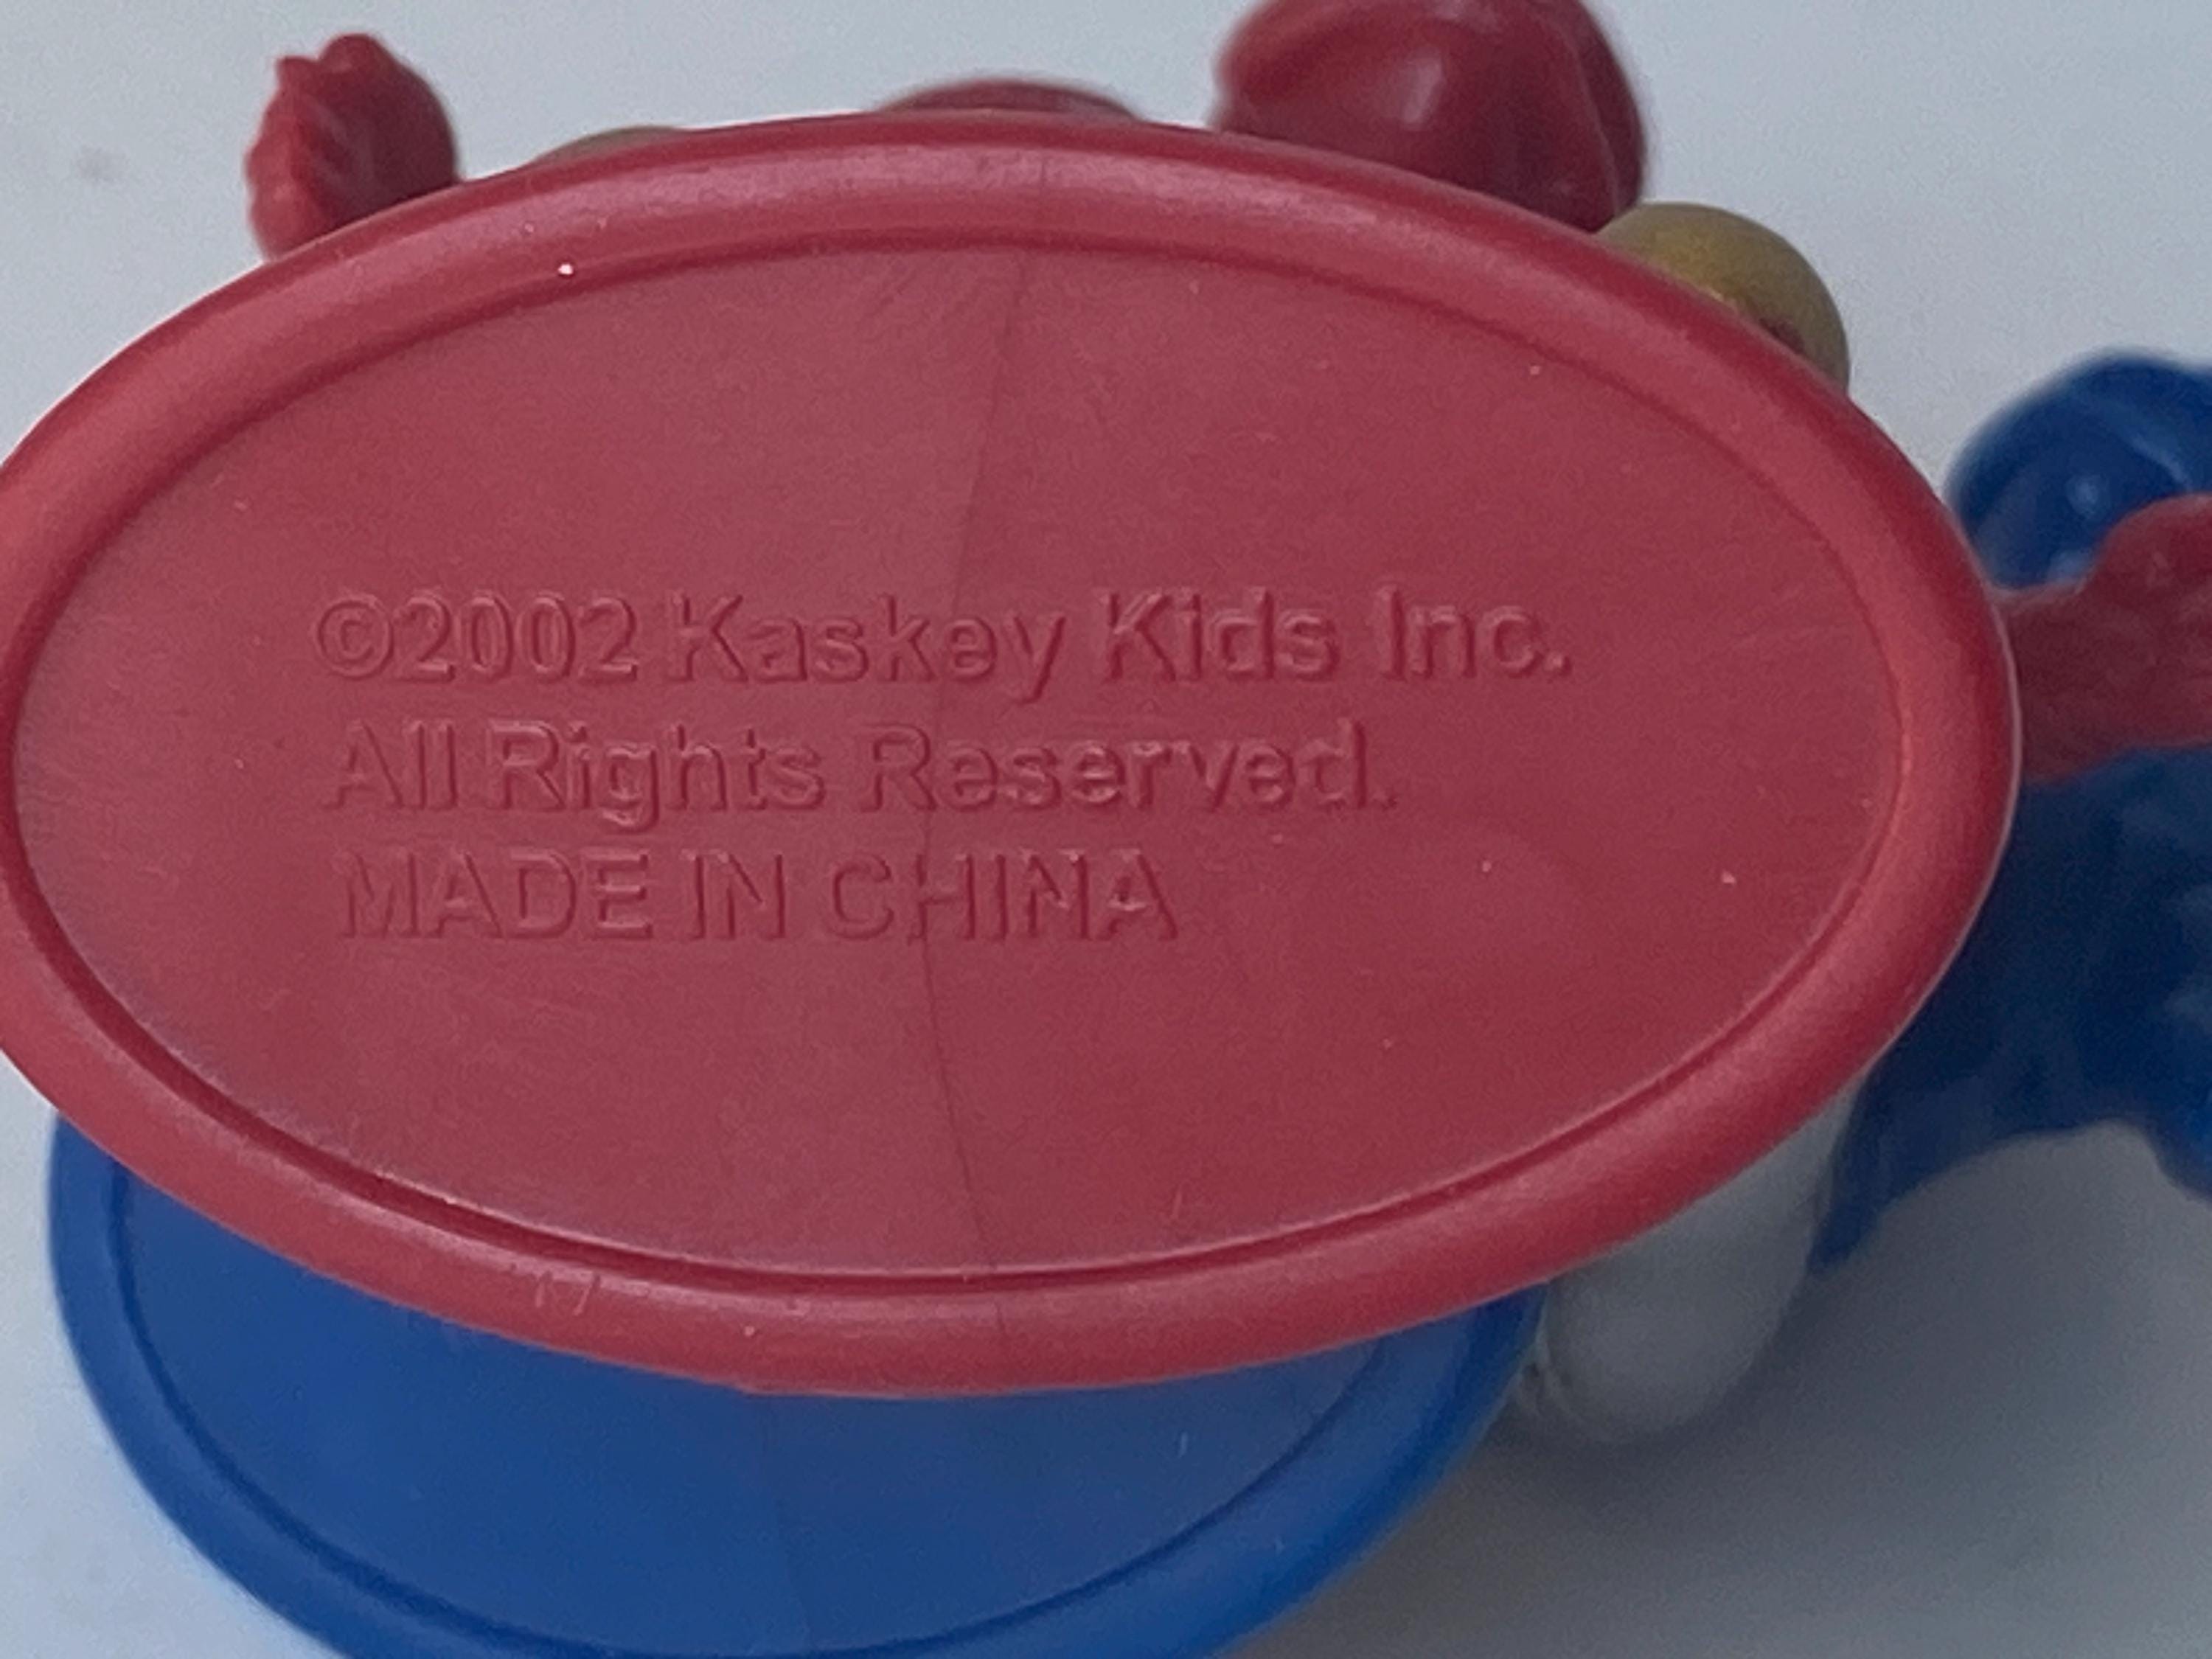 ©2002 Kaskey Kids Inc.
All Rights Reserved.
MADE IN CHINA